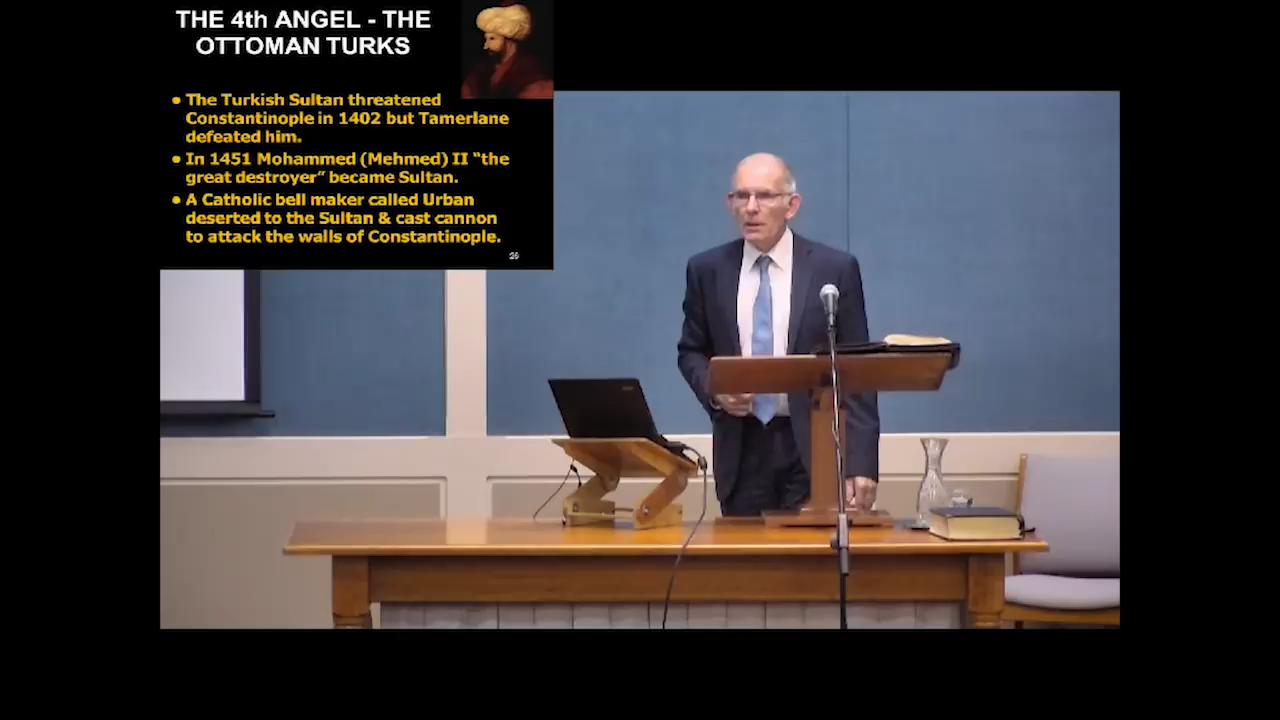 THE 4th ANGEL - THE
OTTOMAN TURKS
● The Turkish Sultan threatened
Constantinople in 1402 but Tamerlane
defeated him.
● In 1451 Mohammed (Mehmed) II "the
great destroyer" became Sultan.
● A Catholic bell maker called Urban
deserted to the Sultan & cast cannon
to attack the walls of Constantinople.
26